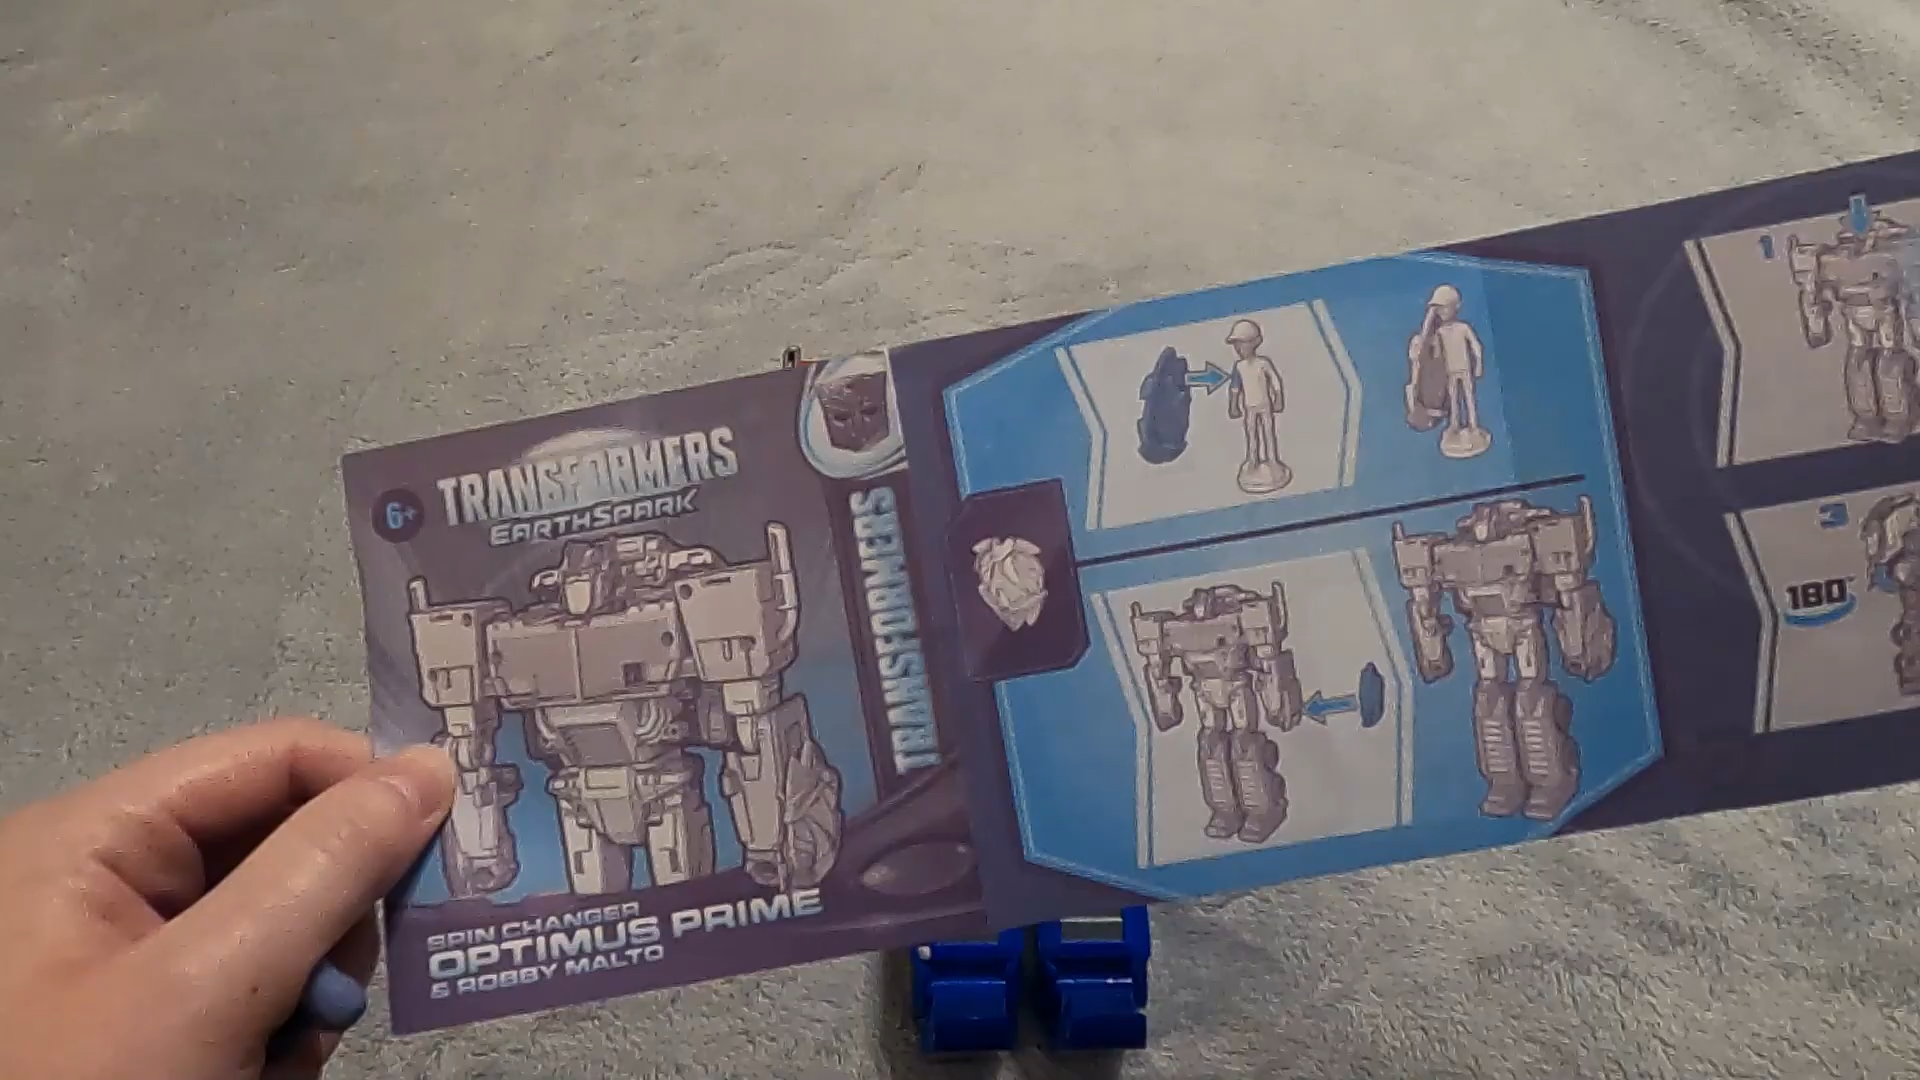 6+
TRANSFORMERS
EARTHSPARK
SPIN CHANGER
OPTIMUS PRIME
& ROBBY MALTO
TRANSFORMERS
1
3
180°